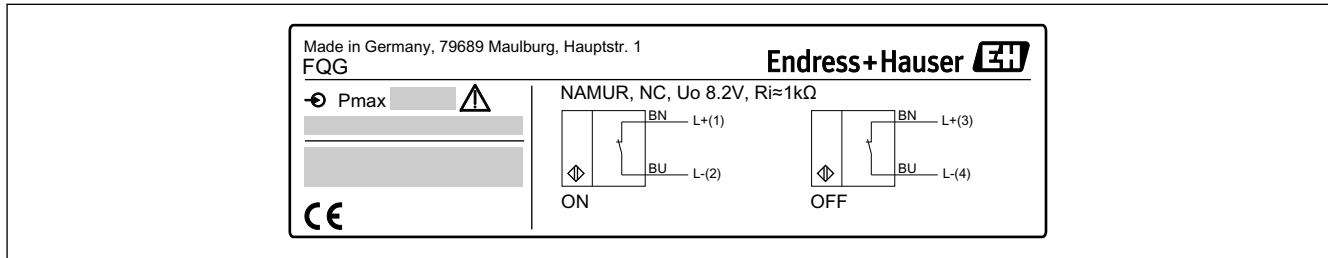 Made in Germany, 79689 Maulburg, Hauptstr. 1
FQG
Endress+Hauser EH
Pmax
NAMUR, NC, Uo 8.2V, Ri≈1kΩ
BN L+(1)
BU L-(2)
ON
BN L+(3)
BU L-(4)
OFF
CE